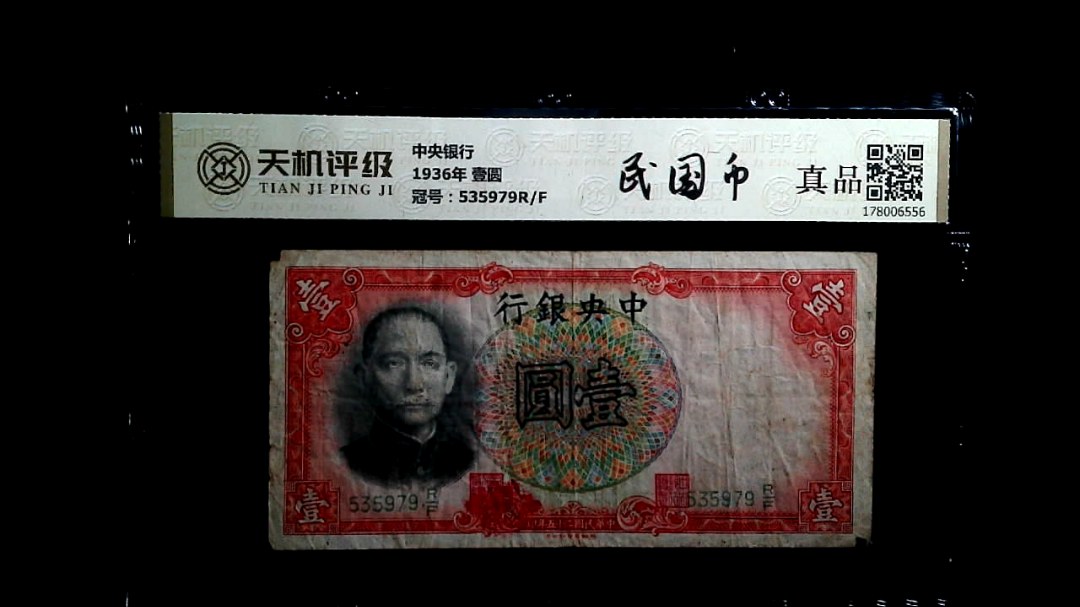 天机评级
TIAN JI PING JI
中央银行
1936年 壹圆
冠号：535979R/F
民国币
真品
178006556
壹
壹
行銀央中
圓壹
535979 R/F
535979 R/F
壹
壹